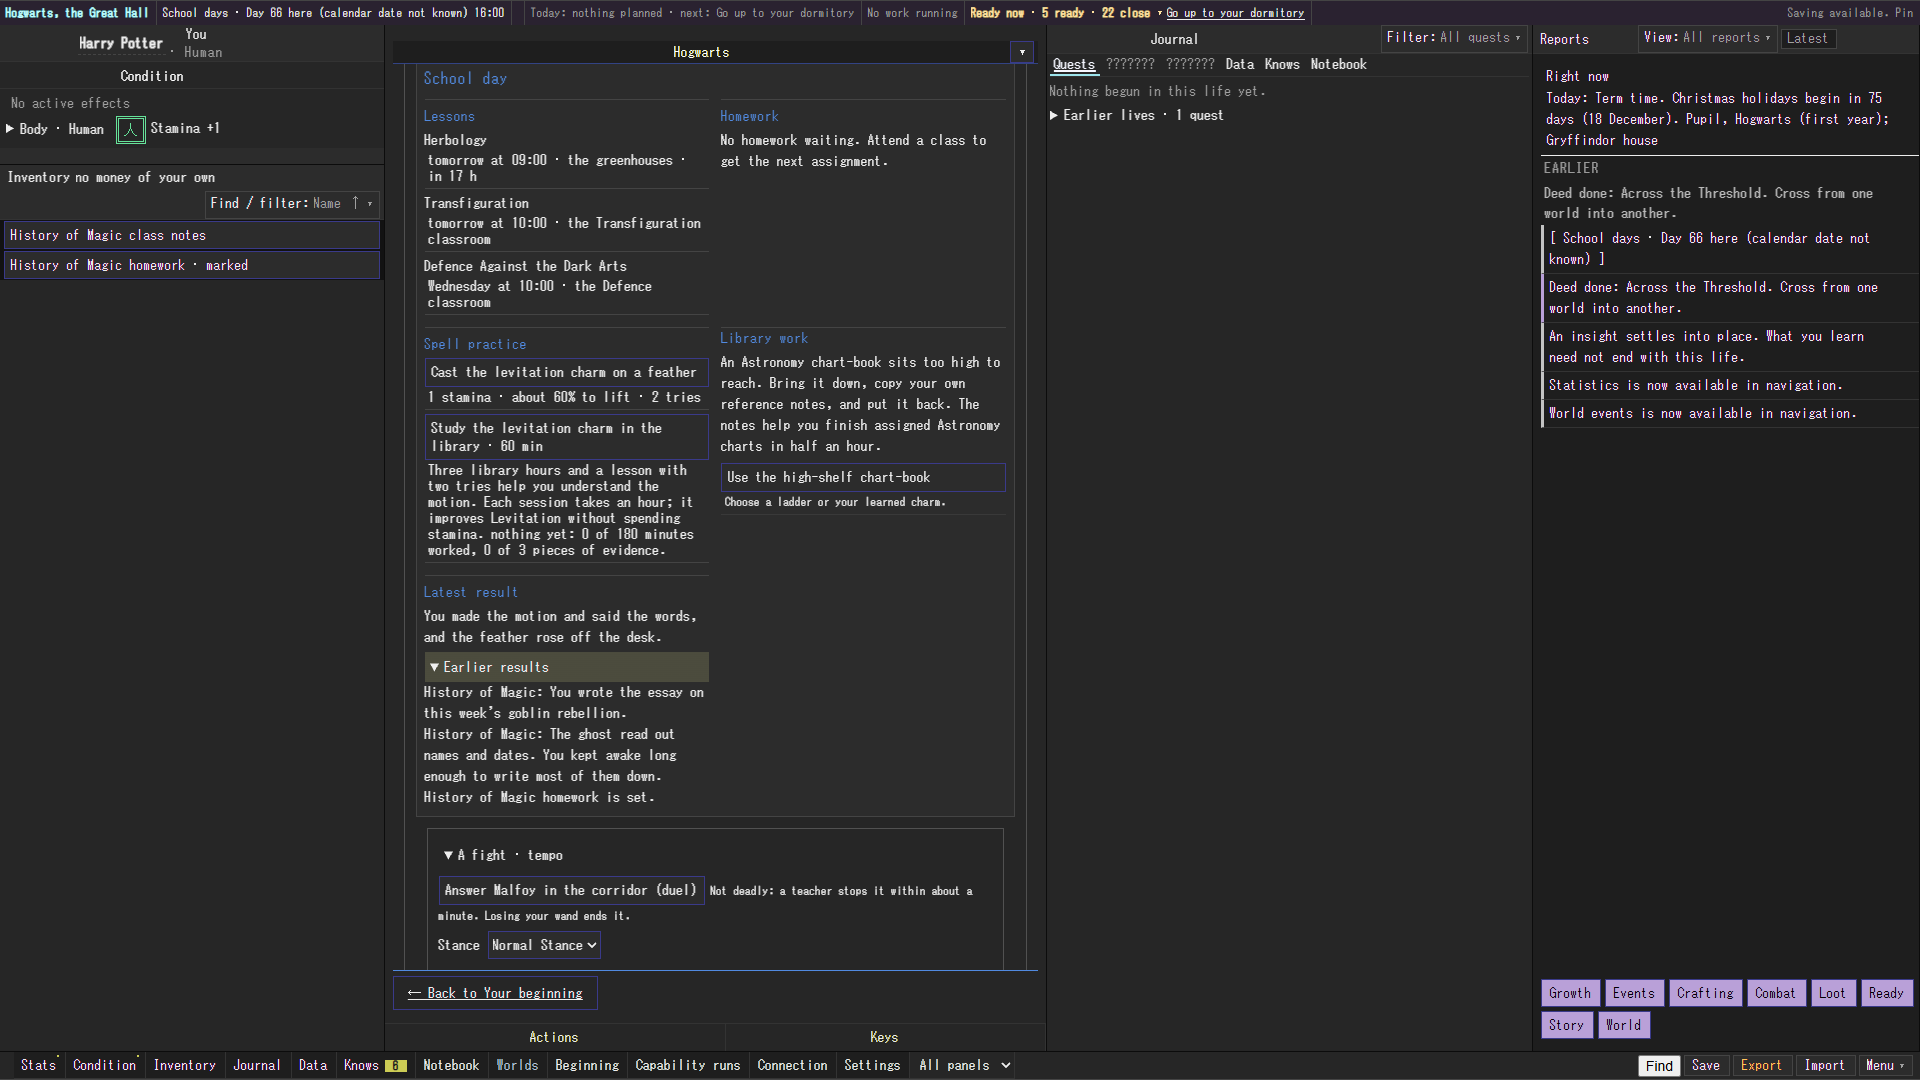 Hogwarts, the Great Hall
School days · Day 66 here (calendar date not known) 16:00
Today: nothing planned · next: Go up to your dormitory
No work running
Ready now · 5 ready · 22 close ▾ Go up to your dormitory
Saving available. Pin
Harry Potter · You Human
Condition
No active effects
▶ Body · Human 人 Stamina +1
Inventory no money of your own
Find / filter: Name ↑ ▾
History of Magic class notes
History of Magic homework · marked
Hogwarts
▾
School day
Lessons
Herbology
tomorrow at 09:00 · the greenhouses ·
in 17 h
Transfiguration
tomorrow at 10:00 · the Transfiguration
classroom
Defence Against the Dark Arts
Wednesday at 10:00 · the Defence
classroom
Homework
No homework waiting. Attend a class to
get the next assignment.
Spell practice
Cast the levitation charm on a feather
1 stamina · about 60% to lift · 2 tries
Study the levitation charm in the
library · 60 min
Three library hours and a lesson with
two tries help you understand the
motion. Each session takes an hour; it
improves Levitation without spending
stamina. nothing yet: 0 of 180 minutes
worked, 0 of 3 pieces of evidence.
Library work
An Astronomy chart-book sits too high to
reach. Bring it down, copy your own
reference notes, and put it back. The
notes help you finish assigned Astronomy
charts in half an hour.
Use the high-shelf chart-book
Choose a ladder or your learned charm.
Latest result
You made the motion and said the words,
and the feather rose off the desk.
▼ Earlier results
History of Magic: You wrote the essay on
this week's goblin rebellion.
History of Magic: The ghost read out
names and dates. You kept awake long
enough to write most of them down.
History of Magic homework is set.
▼ A fight · tempo
Answer Malfoy in the corridor (duel) Not deadly: a teacher stops it within about a
minute. Losing your wand ends it.
Stance Normal Stance
← Back to Your beginning
Actions
Keys
Journal
Filter: All quests ▾
Quests ??????? ??????? Data Knows Notebook
Nothing begun in this life yet.
▶ Earlier lives · 1 quest
Reports
View: All reports ▾
Latest
Right now
Today: Term time. Christmas holidays begin in 75
days (18 December). Pupil, Hogwarts (first year);
Gryffindor house
EARLIER
Deed done: Across the Threshold. Cross from one
world into another.
[ School days · Day 66 here (calendar date not
known) ]
Deed done: Across the Threshold. Cross from one
world into another.
An insight settles into place. What you learn
need not end with this life.
Statistics is now available in navigation.
World events is now available in navigation.
Growth Events Crafting Combat Loot Ready
Story World
Stats Condition Inventory Journal Data Knows 8 Notebook Worlds Beginning Capability runs Connection Settings All panels
Find Save Export Import Menu ▾